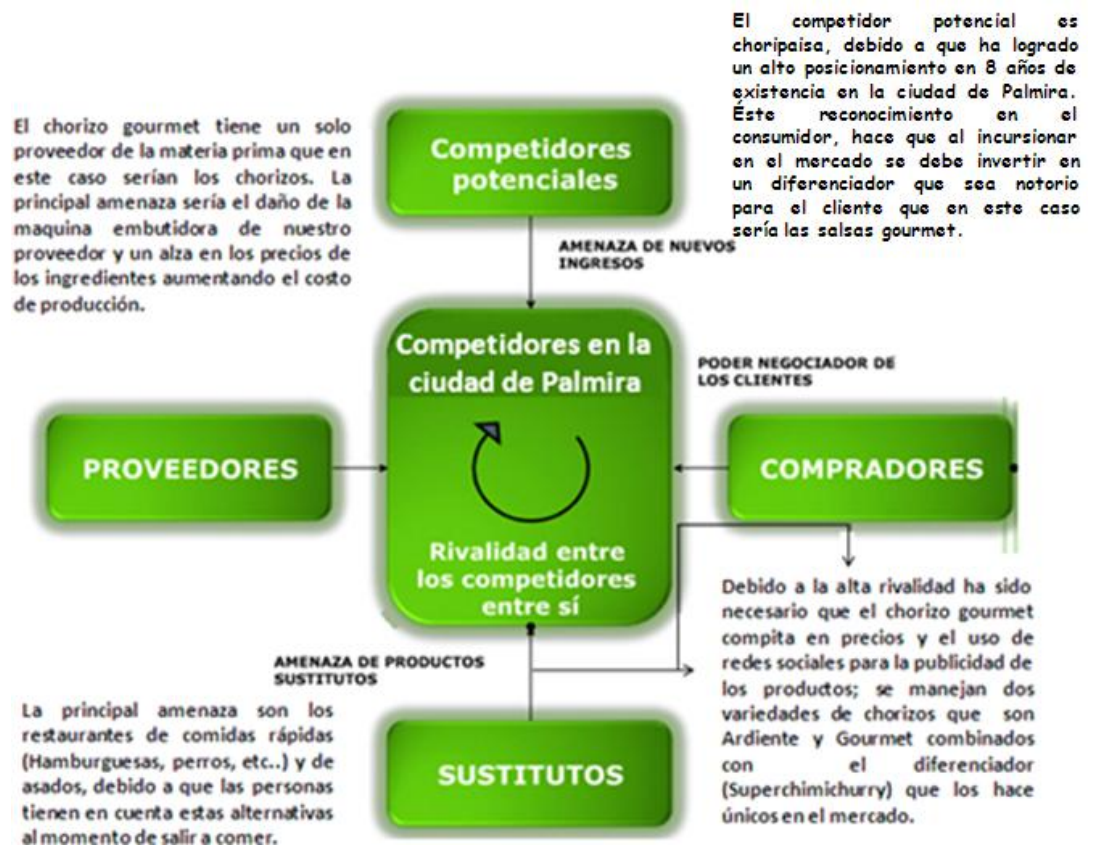 El competidor potencial es
choripaisa, debido a que ha logrado
un alto posicionamiento en 8 años de
existencia en la ciudad de Palmira.
Éste reconocimiento en el
consumidor, hace que al incursionar
en el mercado se debe invertir en
un diferenciador que sea notorio
para el cliente que en este caso
sería las salsas gourmet.
El chorizo gourmet tiene un solo
proveedor de la materia prima que en
este caso serían los chorizos. La
principal amenaza sería el daño de la
maquina embutidora de nuestro
proveedor y un alza en los precios de
los ingredientes aumentando el costo
de producción.
Competidores
potenciales
AMENAZA DE NUEVOS
INGRESOS
Competidores en la
ciudad de Palmira
PODER NEGOCIADOR DE
LOS CLIENTES
PROVEEDORES
COMPRADORES
Rivalidad entre
los competidores
entre sí
AMENAZA DE PRODUCTOS
SUSTITUTOS
Debido a la alta rivalidad ha sido
necesario que el chorizo gourmet
compita en precios y el uso de
redes sociales para la publicidad de
los productos; se manejan dos
variedades de chorizos que son
Ardiente y Gourmet combinados
con el diferenciador
(Superchimichurry) que los hace
únicos en el mercado.
La principal amenaza son los
restaurantes de comidas rápidas
(Hamburguesas, perros, etc..) y de
asados, debido a que las personas
tienen en cuenta estas alternativas
al momento de salir a comer.
SUSTITUTOS